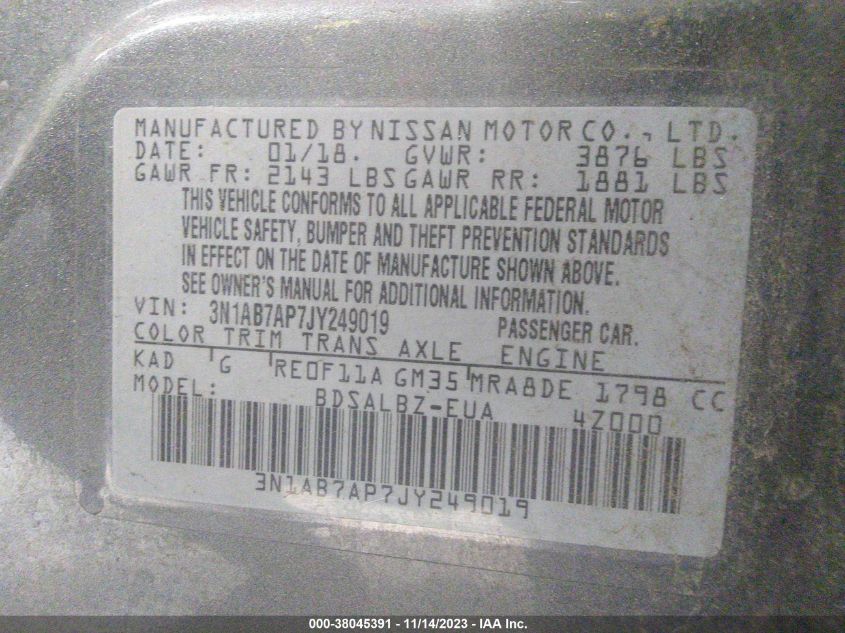 MANUFACTURED BY NISSAN MOTOR CO., LTD.
DATE: 01/18. GVWR: 3876 LBS
GAWR FR: 2143 LBS GAWR RR: 1881 LBS
THIS VEHICLE CONFORMS TO ALL APPLICABLE FEDERAL MOTOR
VEHICLE SAFETY, BUMPER AND THEFT PREVENTION STANDARDS
IN EFFECT ON THE DATE OF MANUFACTURE SHOWN ABOVE.
SEE OWNER'S MANUAL FOR ADDITIONAL INFORMATION.
VIN: 3N1AB7AP7JY249019 PASSENGER CAR.
COLOR TRIM TRANS AXLE ENGINE
KAD G RE0F11A GM35 MRA8DE 1798 CC
MODEL: BDSALBZ-EUA 4Z000
3N1AB7AP7JY249019
000-38045391 - 11/14/2023 - IAA Inc.